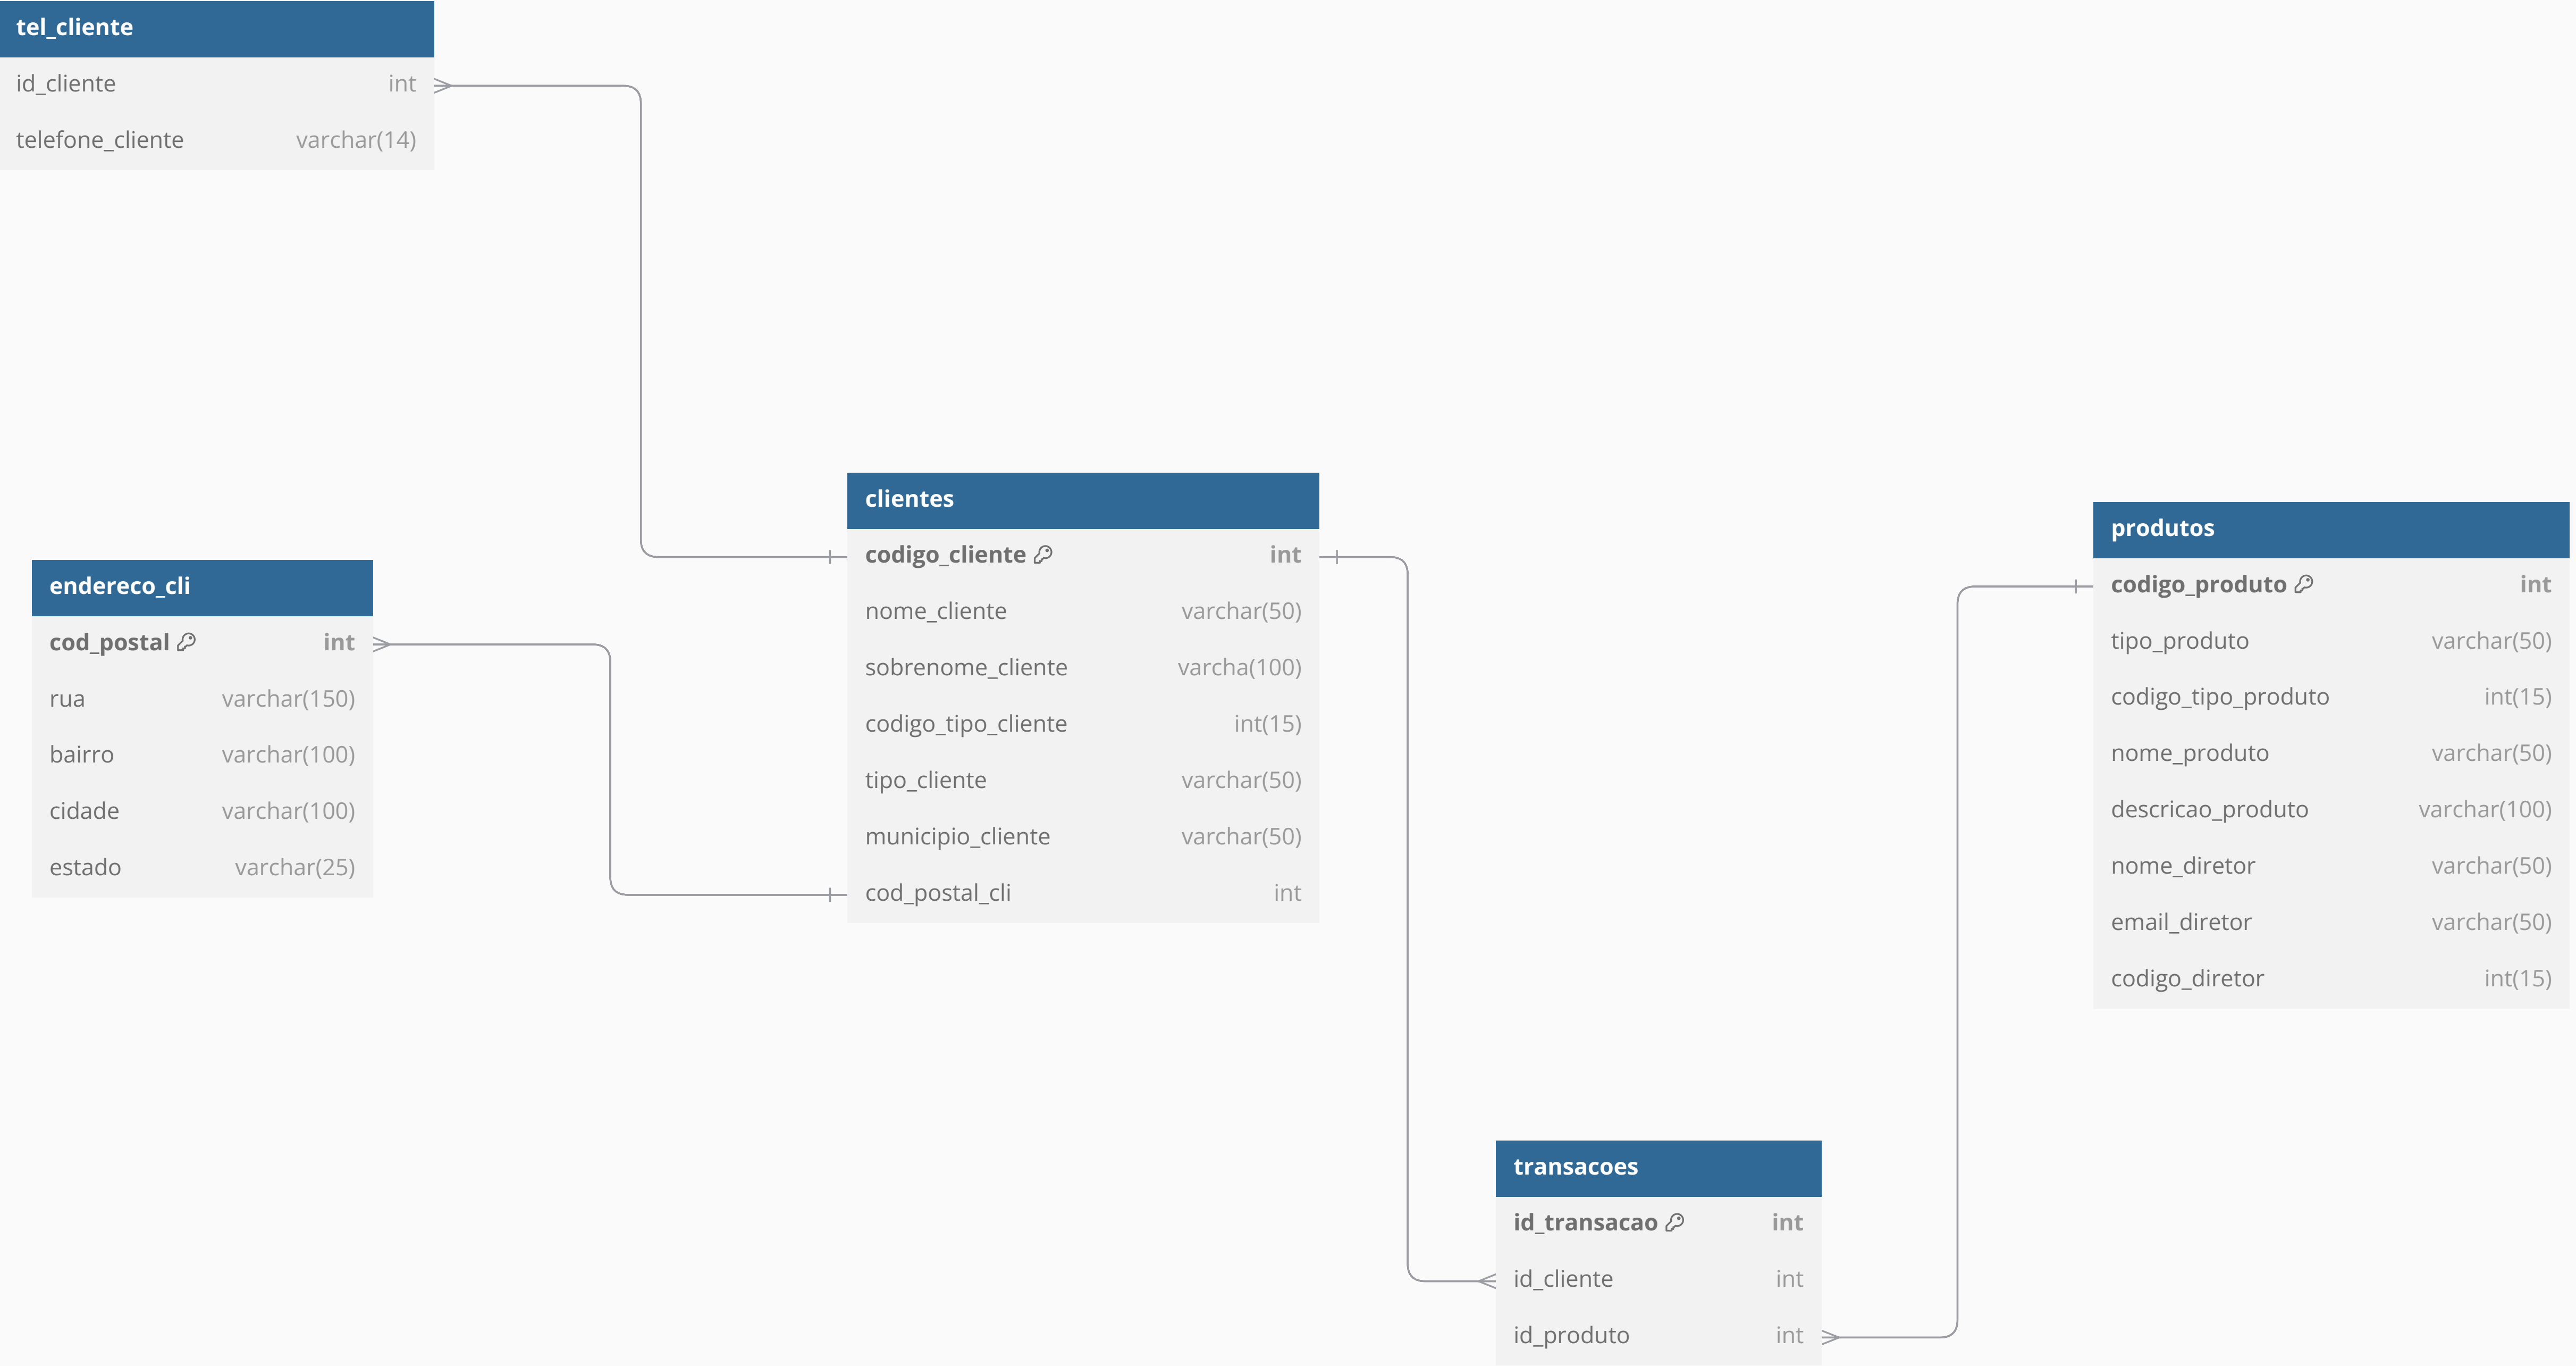 tel_cliente
id_cliente int
telefone_cliente varchar(14)
endereco_cli
cod_postal int
rua varchar(150)
bairro varchar(100)
cidade varchar(100)
estado varchar(25)
clientes
codigo_cliente int
nome_cliente varchar(50)
sobrenome_cliente varcha(100)
codigo_tipo_cliente int(15)
tipo_cliente varchar(50)
municipio_cliente varchar(50)
cod_postal_cli int
produtos
codigo_produto int
tipo_produto varchar(50)
codigo_tipo_produto int(15)
nome_produto varchar(50)
descricao_produto varchar(100)
nome_diretor varchar(50)
email_diretor varchar(50)
codigo_diretor int(15)
transacoes
id_transacao int
id_cliente int
id_produto int